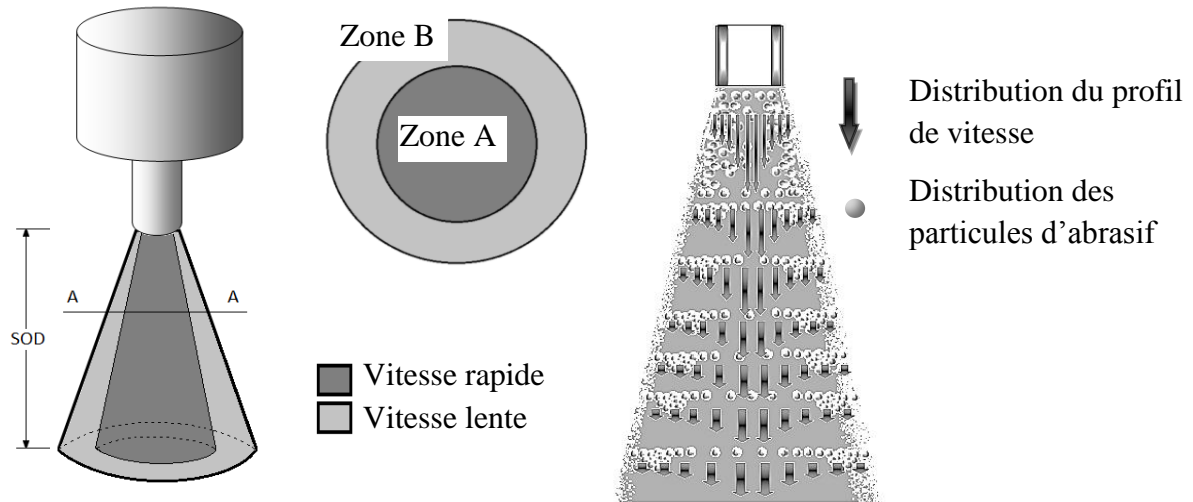 Zone B
Zone A
A A
SOD
Vitesse rapide
Vitesse lente
Distribution du profil
de vitesse
Distribution des
particules d’abrasif